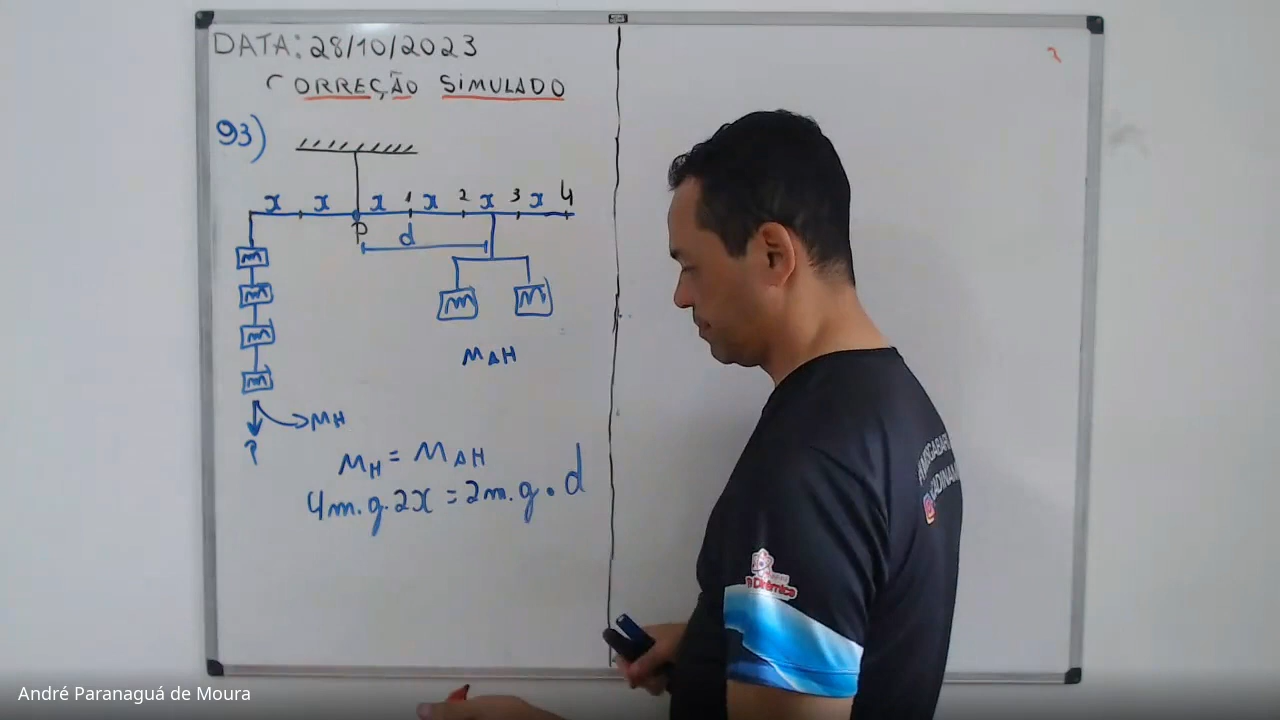 DATA: 28/10/2023
CORREÇÃO SIMULADO
93)
x x x 1 x 2 x 3 x 4
P
d
m
m m
m
m
m
MAH
MH
P
MH = MAH
4m.g.2x = 2m.g.d
André Paranaguá de Moura